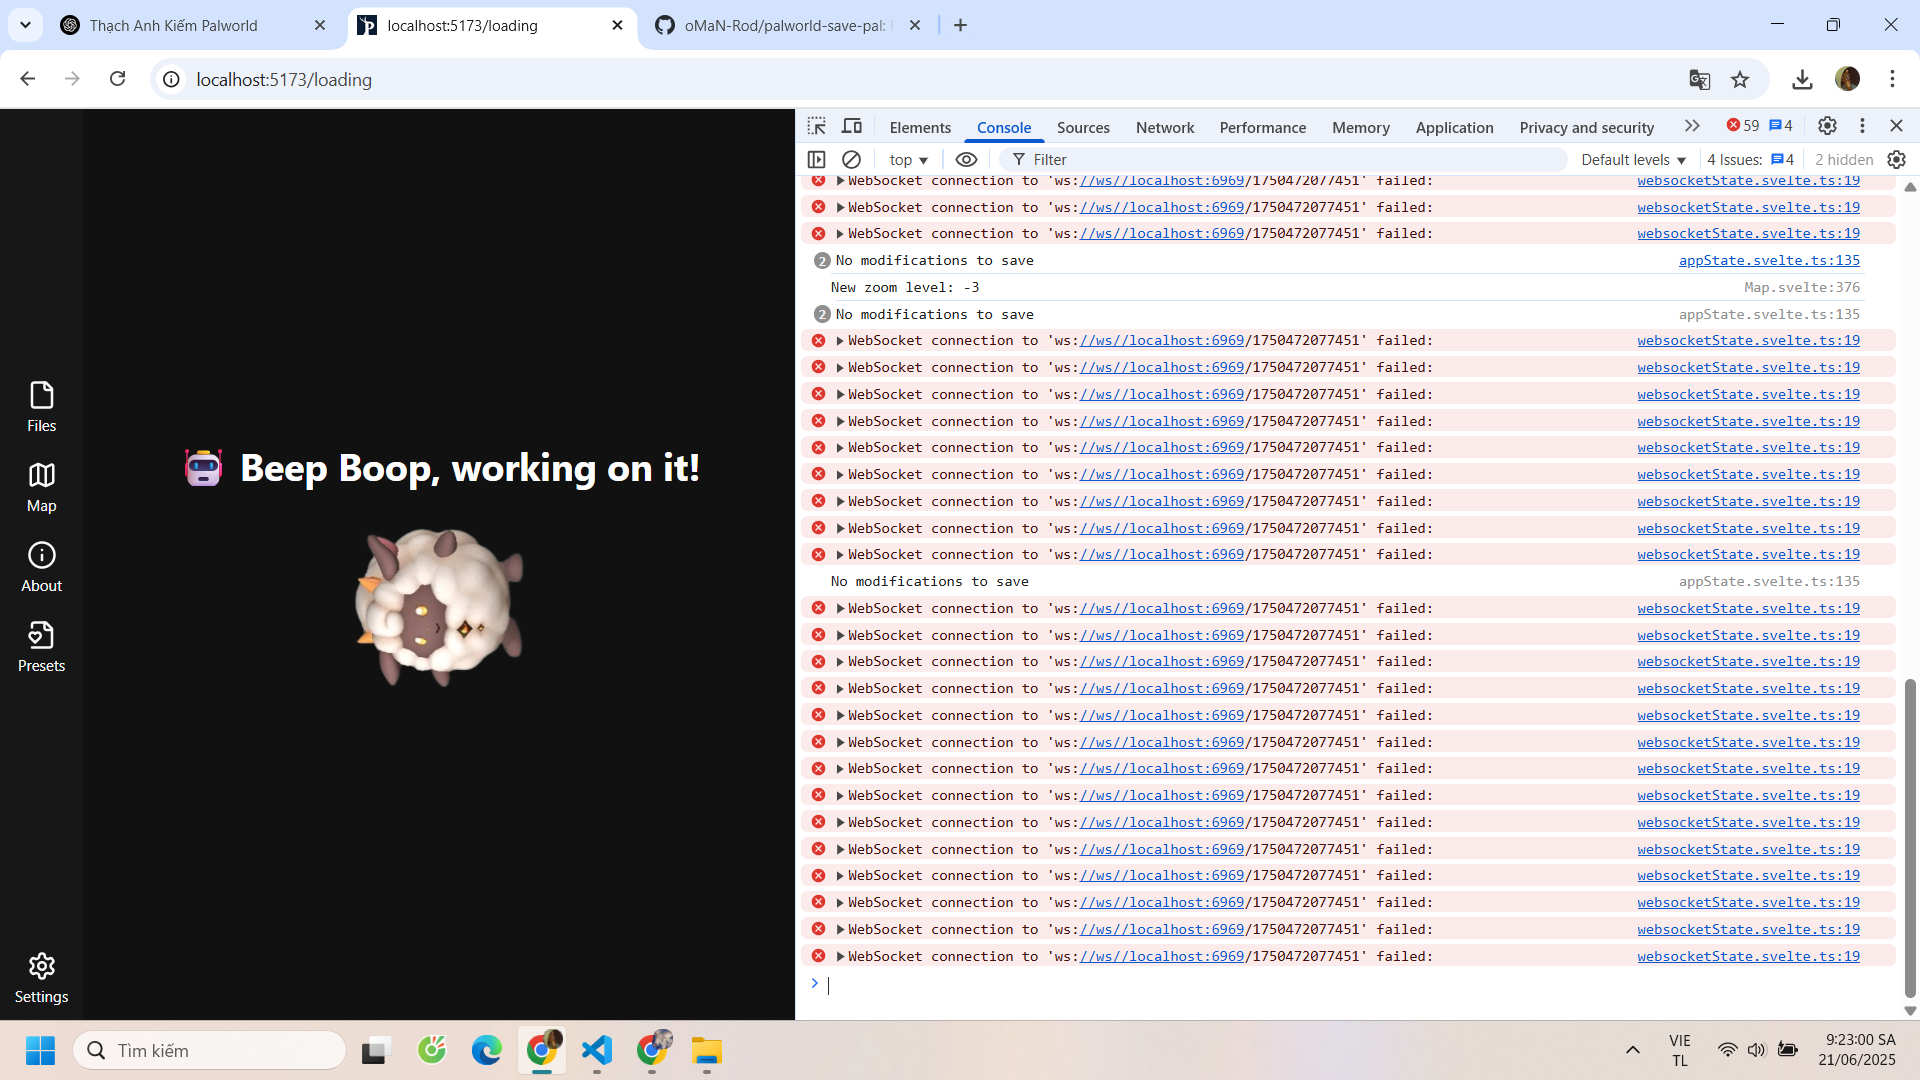 Thạch Anh Kiếm Palworld
localhost:5173/loading
oMaN-Rod/palworld-save-pal:
localhost:5173/loading
Files
Map
About
Presets
Settings
Beep Boop, working on it!
Elements Console Sources Network Performance Memory Application Privacy and security 59 4
top Filter Default levels 4 Issues: 4 2 hidden
WebSocket connection to 'ws://ws//localhost:6969/1750472077451' failed: websocketState.svelte.ts:19
WebSocket connection to 'ws://ws//localhost:6969/1750472077451' failed: websocketState.svelte.ts:19
WebSocket connection to 'ws://ws//localhost:6969/1750472077451' failed: websocketState.svelte.ts:19
2 No modifications to save appState.svelte.ts:135
New zoom level: -3 Map.svelte:376
2 No modifications to save appState.svelte.ts:135
WebSocket connection to 'ws://ws//localhost:6969/1750472077451' failed: websocketState.svelte.ts:19
WebSocket connection to 'ws://ws//localhost:6969/1750472077451' failed: websocketState.svelte.ts:19
WebSocket connection to 'ws://ws//localhost:6969/1750472077451' failed: websocketState.svelte.ts:19
WebSocket connection to 'ws://ws//localhost:6969/1750472077451' failed: websocketState.svelte.ts:19
WebSocket connection to 'ws://ws//localhost:6969/1750472077451' failed: websocketState.svelte.ts:19
WebSocket connection to 'ws://ws//localhost:6969/1750472077451' failed: websocketState.svelte.ts:19
WebSocket connection to 'ws://ws//localhost:6969/1750472077451' failed: websocketState.svelte.ts:19
WebSocket connection to 'ws://ws//localhost:6969/1750472077451' failed: websocketState.svelte.ts:19
WebSocket connection to 'ws://ws//localhost:6969/1750472077451' failed: websocketState.svelte.ts:19
No modifications to save appState.svelte.ts:135
WebSocket connection to 'ws://ws//localhost:6969/1750472077451' failed: websocketState.svelte.ts:19
WebSocket connection to 'ws://ws//localhost:6969/1750472077451' failed: websocketState.svelte.ts:19
WebSocket connection to 'ws://ws//localhost:6969/1750472077451' failed: websocketState.svelte.ts:19
WebSocket connection to 'ws://ws//localhost:6969/1750472077451' failed: websocketState.svelte.ts:19
WebSocket connection to 'ws://ws//localhost:6969/1750472077451' failed: websocketState.svelte.ts:19
WebSocket connection to 'ws://ws//localhost:6969/1750472077451' failed: websocketState.svelte.ts:19
WebSocket connection to 'ws://ws//localhost:6969/1750472077451' failed: websocketState.svelte.ts:19
WebSocket connection to 'ws://ws//localhost:6969/1750472077451' failed: websocketState.svelte.ts:19
WebSocket connection to 'ws://ws//localhost:6969/1750472077451' failed: websocketState.svelte.ts:19
WebSocket connection to 'ws://ws//localhost:6969/1750472077451' failed: websocketState.svelte.ts:19
WebSocket connection to 'ws://ws//localhost:6969/1750472077451' failed: websocketState.svelte.ts:19
WebSocket connection to 'ws://ws//localhost:6969/1750472077451' failed: websocketState.svelte.ts:19
WebSocket connection to 'ws://ws//localhost:6969/1750472077451' failed: websocketState.svelte.ts:19
WebSocket connection to 'ws://ws//localhost:6969/1750472077451' failed: websocketState.svelte.ts:19
Tìm kiếm
VIE
TL
9:23:00 SA
21/06/2025